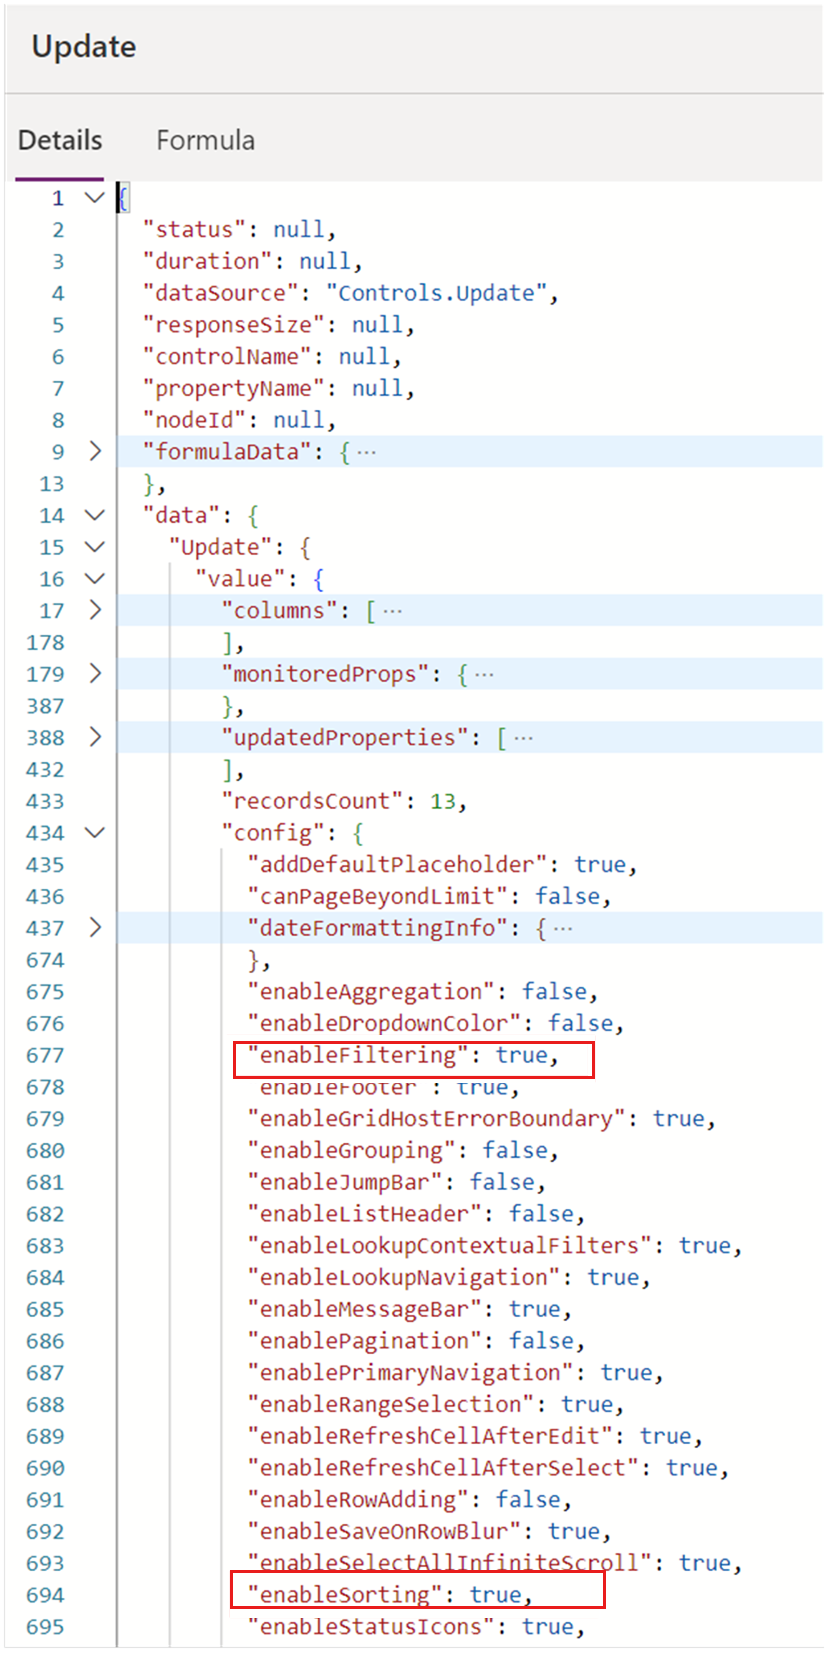 Update
Details Formula
1 {
2 "status": null,
3 "duration": null,
4 "dataSource": "Controls.Update",
5 "responseSize": null,
6 "controlName": null,
7 "propertyName": null,
8 "nodeId": null,
9 "formulaData": { ···
13 },
14 "data": {
15 "Update": {
16 "value": {
17 "columns": [ ···
178 ],
179 "monitoredProps": { ···
387 },
388 "updatedProperties": [ ···
432 ],
433 "recordsCount": 13,
434 "config": {
435 "addDefaultPlaceholder": true,
436 "canPageBeyondLimit": false,
437 "dateFormattingInfo": { ···
674 },
675 "enableAggregation": false,
676 "enableDropdownColor": false,
677 "enableFiltering": true,
678 "enableFooter": true,
679 "enableGridHostErrorBoundary": true,
680 "enableGrouping": false,
681 "enableJumpBar": false,
682 "enableListHeader": false,
683 "enableLookupContextualFilters": true,
684 "enableLookupNavigation": true,
685 "enableMessageBar": true,
686 "enablePagination": false,
687 "enablePrimaryNavigation": true,
688 "enableRangeSelection": true,
689 "enableRefreshCellAfterEdit": true,
690 "enableRefreshCellAfterSelect": true,
691 "enableRowAdding": false,
692 "enableSaveOnRowBlur": true,
693 "enableSelectAllInfiniteScroll": true,
694 "enableSorting": true,
695 "enableStatusIcons": true,